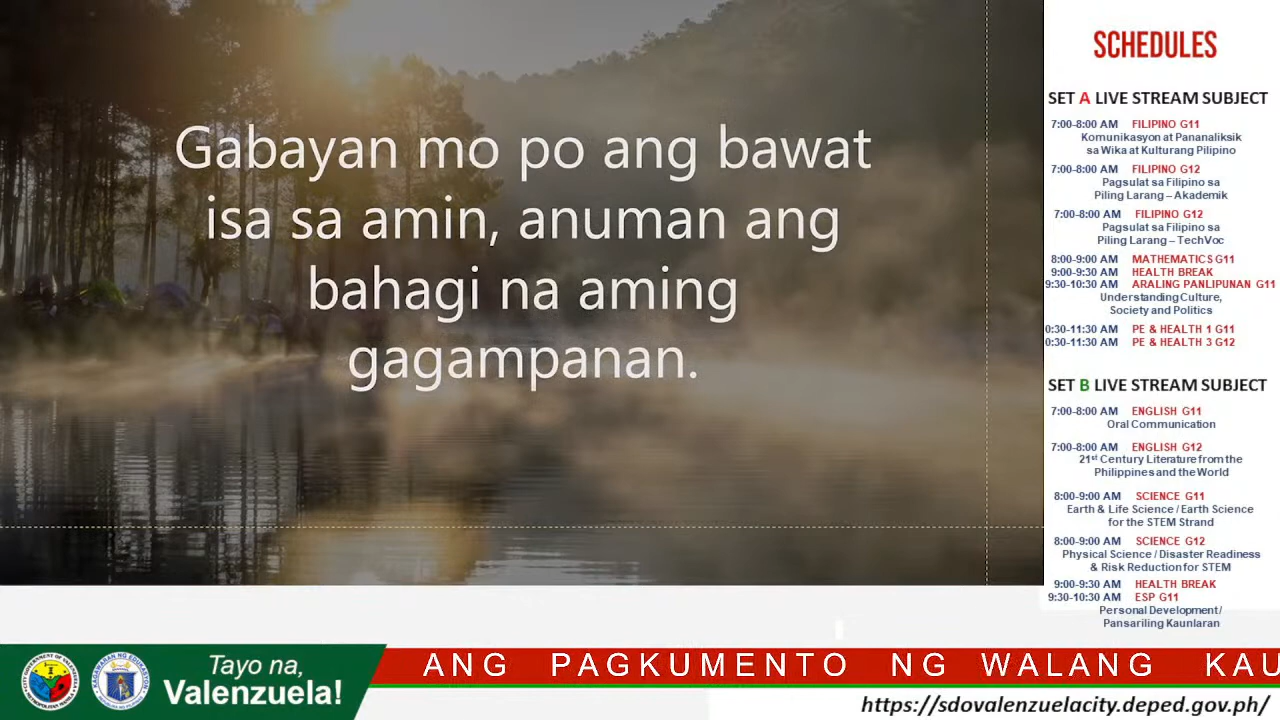 Gabayan mo po ang bawat
isa sa amin, anuman ang
bahagi na aming
gagampanan.
SCHEDULES
SET A LIVE STREAM SUBJECT
7:00-8:00 AM FILIPINO G11
Komunikasyon at Pananaliksik
sa Wika at Kulturang Pilipino
7:00-8:00 AM FILIPINO G12
Pagsulat sa Filipino sa
Piling Larang – Akademik
7:00-8:00 AM FILIPINO G12
Pagsulat sa Filipino sa
Piling Larang – TechVoc
8:00-9:00 AM MATHEMATICS G11
9:00-9:30 AM HEALTH BREAK
9:30-10:30 AM ARALING PANLIPUNAN G11
Understanding Culture,
Society and Politics
0:30-11:30 AM PE & HEALTH 1 G11
0:30-11:30 AM PE & HEALTH 3 G12
SET B LIVE STREAM SUBJECT
7:00-8:00 AM ENGLISH G11
Oral Communication
7:00-8:00 AM ENGLISH G12
21st Century Literature from the
Philippines and the World
8:00-9:00 AM SCIENCE G11
Earth & Life Science / Earth Science
for the STEM Strand
8:00-9:00 AM SCIENCE G12
Physical Science / Disaster Readiness
& Risk Reduction for STEM
9:00-9:30 AM HEALTH BREAK
9:30-10:30 AM ESP G11
Personal Development/
Pansariling Kaunlaran
Tayo na,
Valenzuela!
ANG PAGKUMENTO NG WALANG KAU
https://sdovalenzuelacity.deped.gov.ph/